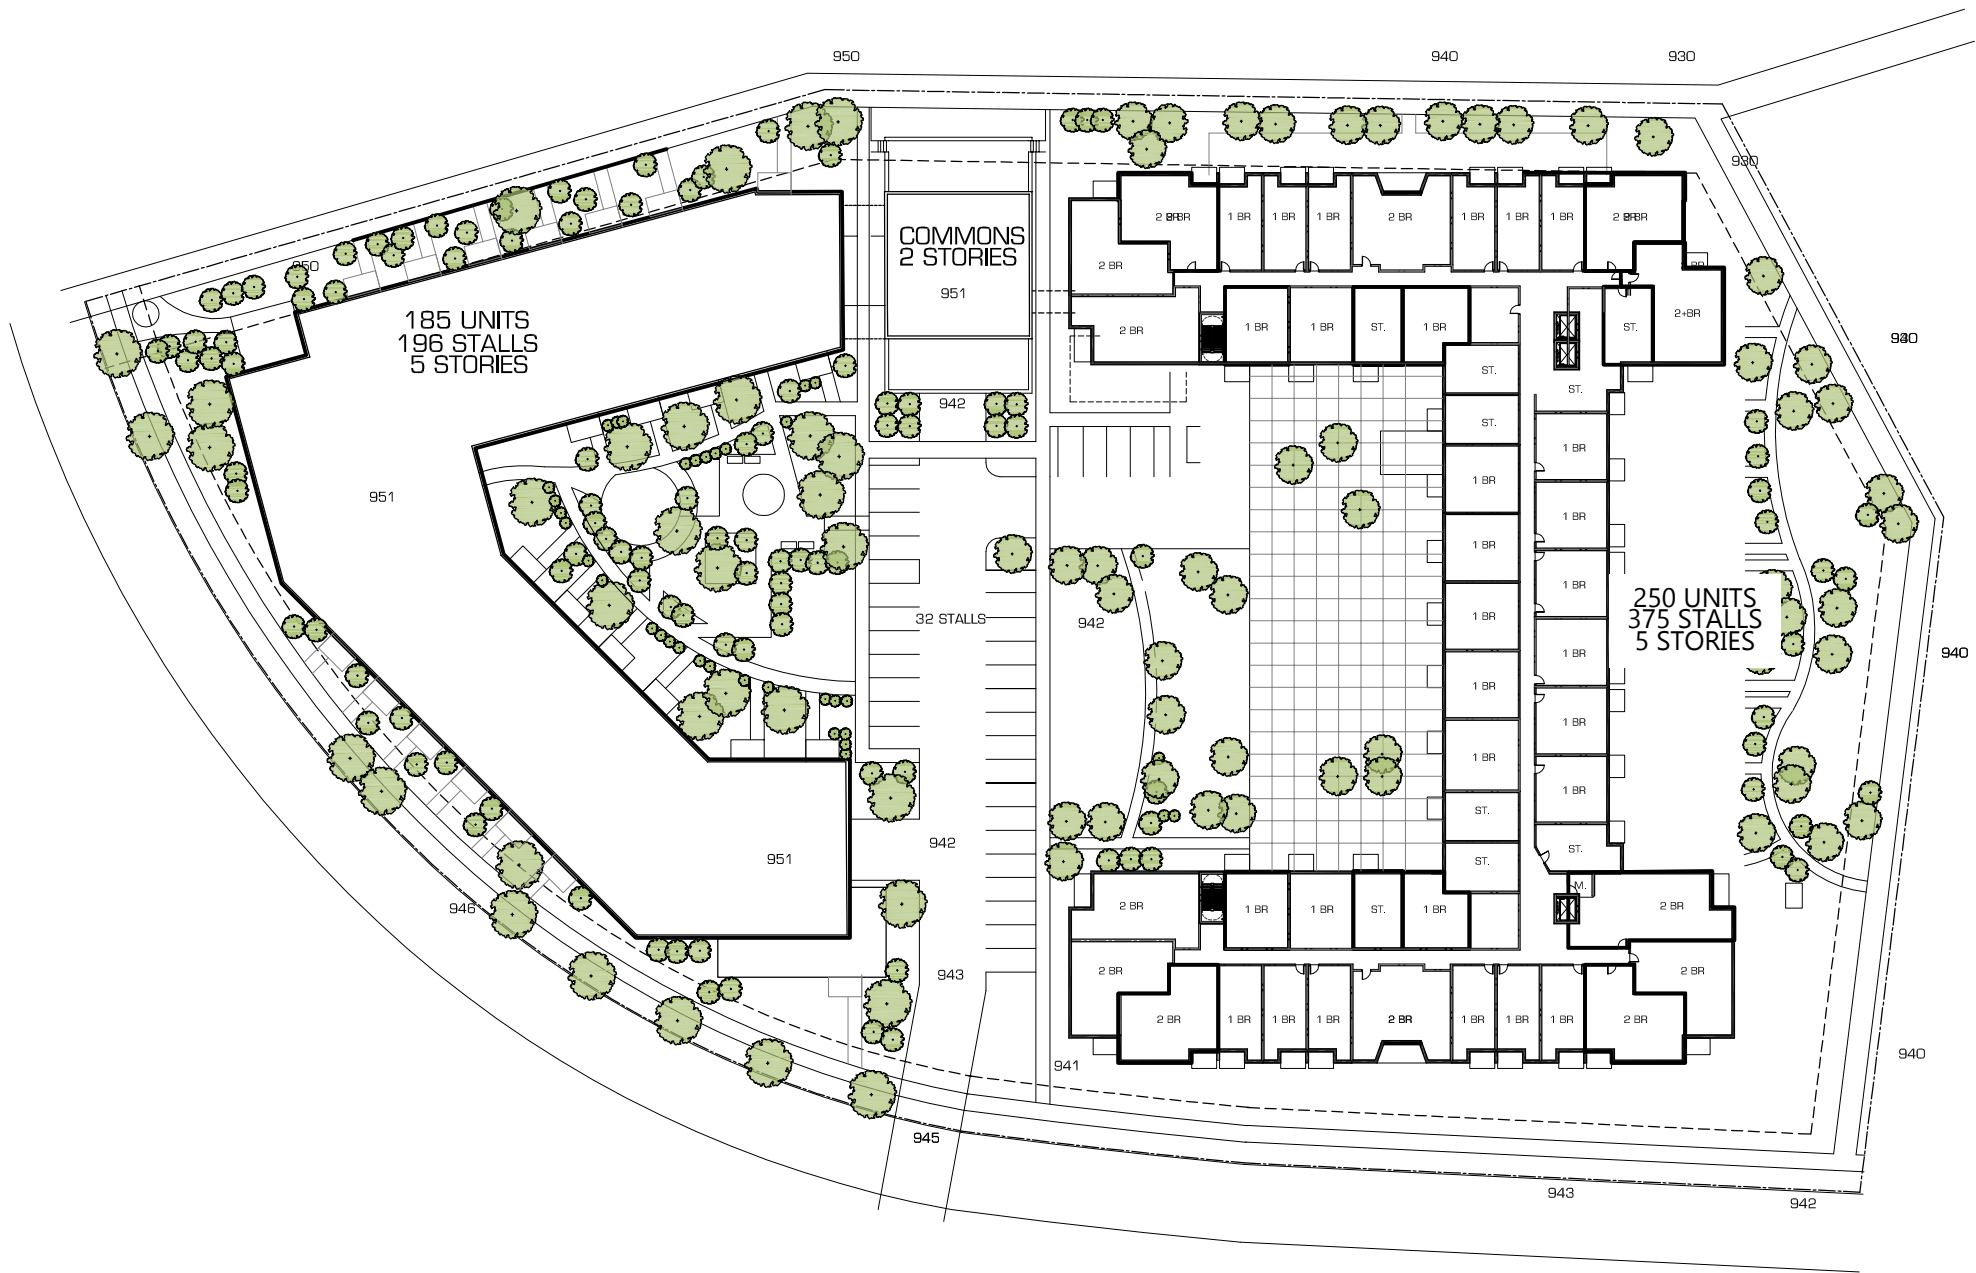 950
940
930
930
950
2 BR
1 BR
1 BR
1 BR
2 BR
1 BR
1 BR
1 BR
2 BR
COMMONS
2 STORIES
951
2 BR
2+BR
185 UNITS
196 STALLS
5 STORIES
2 BR
1 BR
1 BR
ST.
1 BR
ST.
940
ST.
ST.
942
ST.
1 BR
951
1 BR
1 BR
1 BR
1 BR
1 BR
250 UNITS
375 STALLS
5 STORIES
32 STALLS
942
1 BR
1 BR
940
1 BR
1 BR
1 BR
1 BR
ST.
942
951
ST.
ST.
946
2 BR
1 BR
1 BR
ST.
1 BR
M.
2 BR
943
2 BR
2 BR
2 BR
1 BR
1 BR
1 BR
2 BR
1 BR
1 BR
1 BR
2 BR
941
940
945
943
942